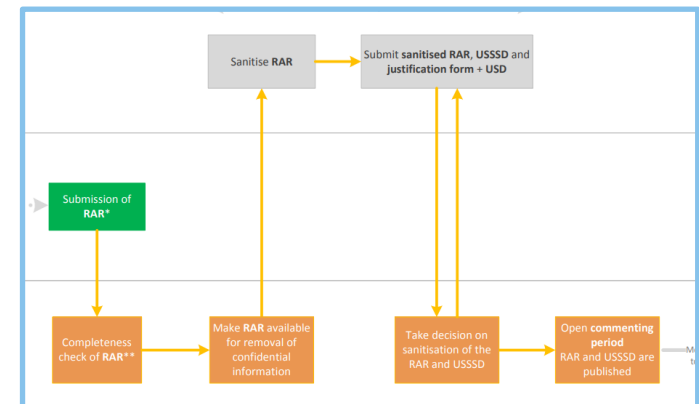 Sanitise RAR
Submit sanitised RAR, USSSD and
justification form + USD
Submission of
RAR*
Completeness
check of RAR**
Make RAR available
for removal of
confidential
information
Take decision on
sanitisation of the
RAR and USSSD
Open commenting
period
RAR and USSSD are
published